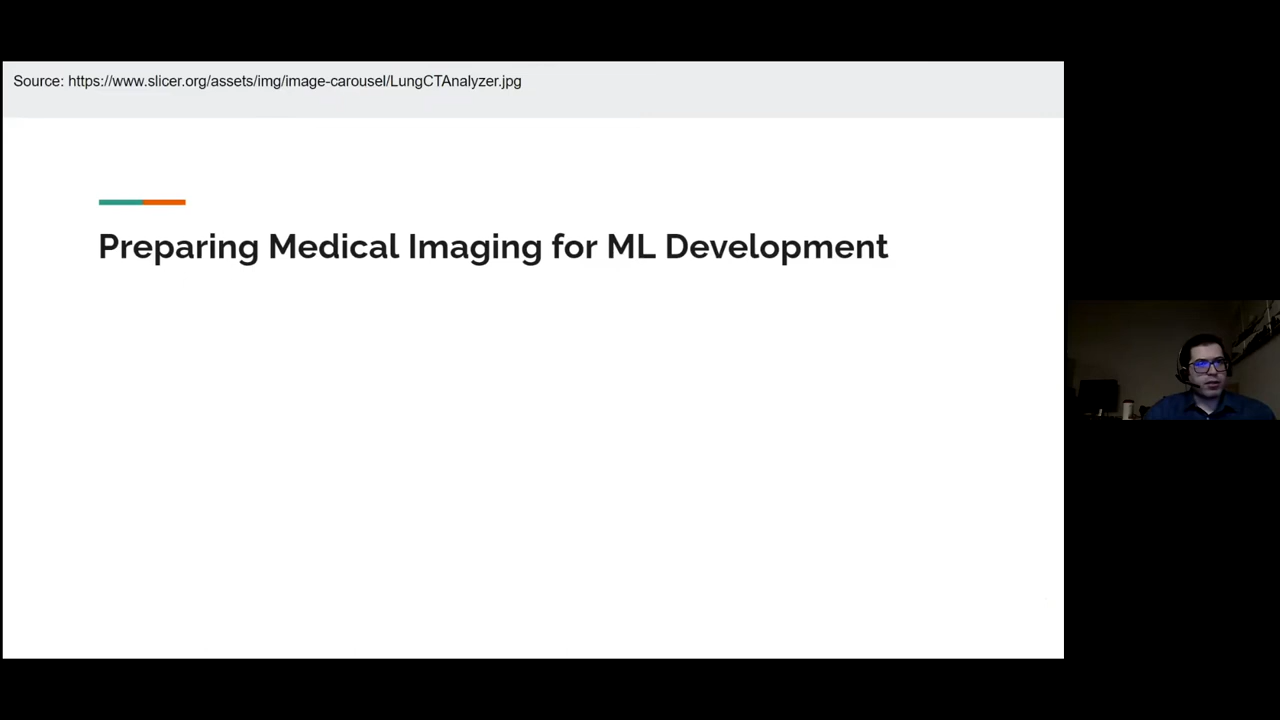 Source: https://www.slicer.org/assets/img/image-carousel/LungCTAnalyzer.jpg
Preparing Medical Imaging for ML Development